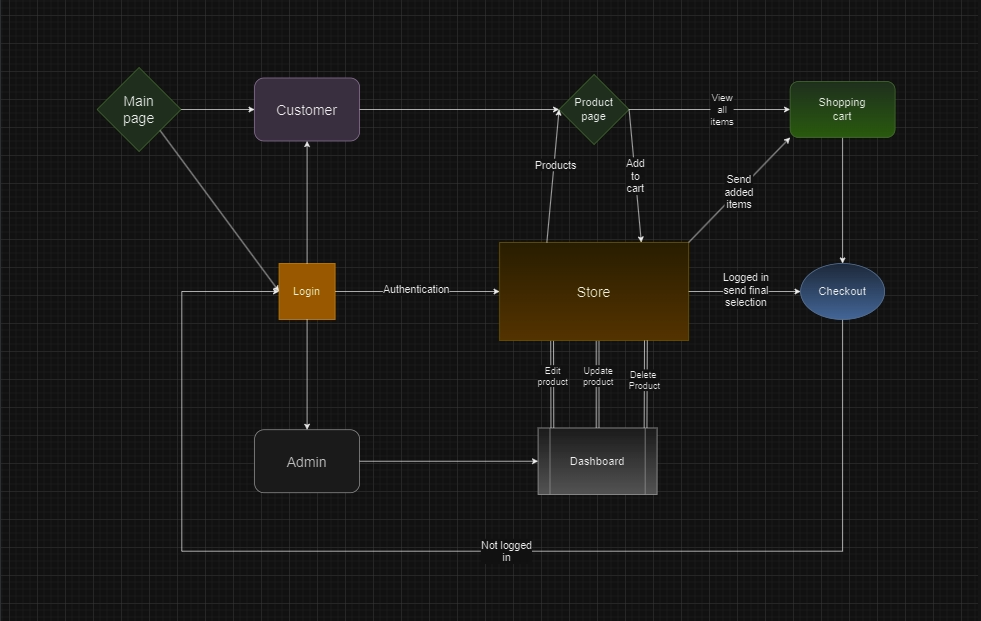 Main
page
Customer
Product
page
View
all
items
Shopping
cart
Products
Add
to
cart
Send
added
items
Login
Authentication
Store
Logged in
send final
selection
Checkout
Edit
product
Update
product
Delete
Product
Admin
Dashboard
Not logged
in